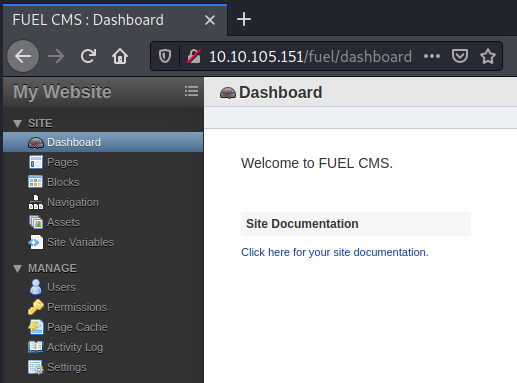 FUEL CMS : Dashboard
10.10.105.151/fuel/dashboard
My Website
Dashboard
SITE
Dashboard
Pages
Blocks
Navigation
Assets
Site Variables
MANAGE
Users
Permissions
Page Cache
Activity Log
Settings
Welcome to FUEL CMS.
Site Documentation
Click here for your site documentation.